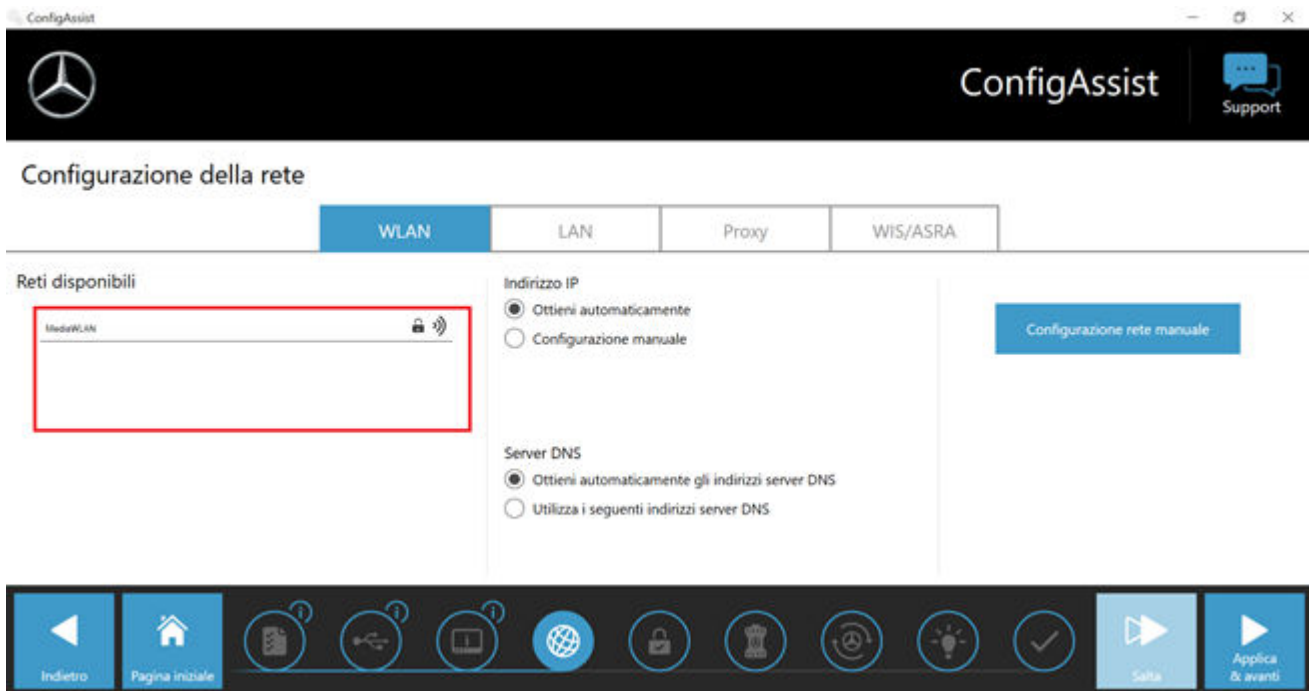 ConfigAssist
ConfigAssist
Support
Configurazione della rete
WLAN
LAN
Proxy
WIS/ASRA
Reti disponibili
MediaWLAN
Indirizzo IP
Ottieni automaticamente
Configurazione manuale
Configurazione rete manuale
Server DNS
Ottieni automaticamente gli indirizzi server DNS
Utilizza i seguenti indirizzi server DNS
Indietro
Pagina iniziale
Salta
Applica
& avanti